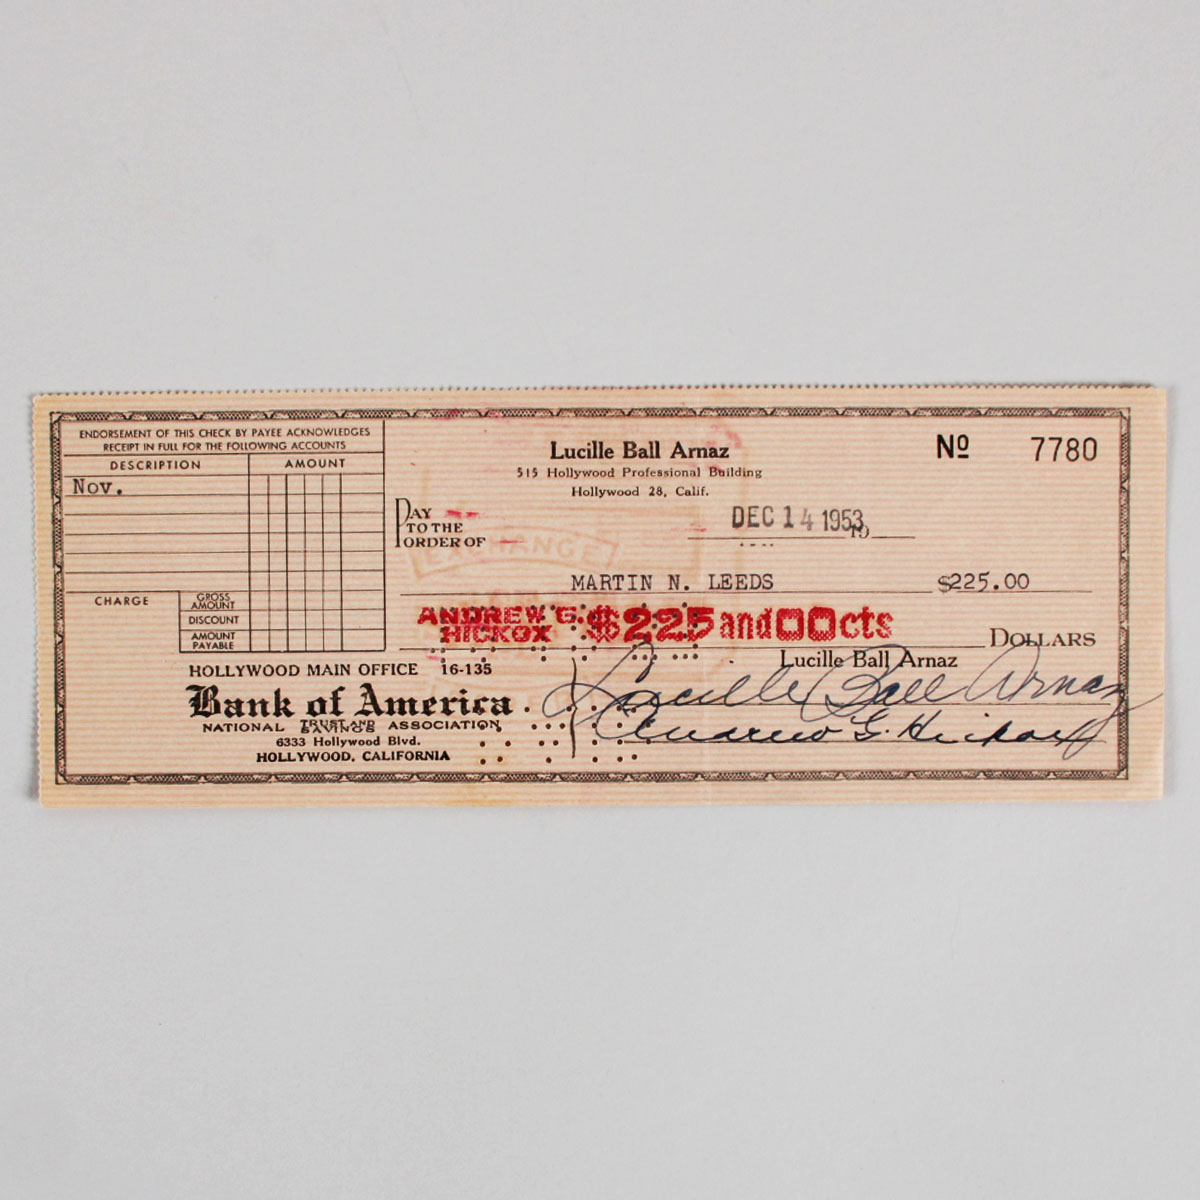 ENDORSEMENT OF THIS CHECK BY PAYEE ACKNOWLEDGES
RECEIPT IN FULL FOR THE FOLLOWING ACCOUNTS
DESCRIPTION AMOUNT
Nov.
CHARGE
GROSS AMOUNT
DISCOUNT
AMOUNT PAYABLE
Lucille Ball Arnaz
515 Hollywood Professional Building
Hollywood 28, Calif.
Nº 7780
PAY
TO THE
ORDER OF
DEC 14 1953 19
EXCHANGE
MARTIN N. LEEDS $225.00
ANDREW G. HICKOX $225 and 00 cts DOLLARS
HOLLYWOOD MAIN OFFICE 16-135
Bank of America
NATIONAL TRUST AND SAVINGS ASSOCIATION
6333 Hollywood Blvd.
HOLLYWOOD, CALIFORNIA
Lucille Ball Arnaz
Lucille Ball Arnaz
Andrew G. Hickox